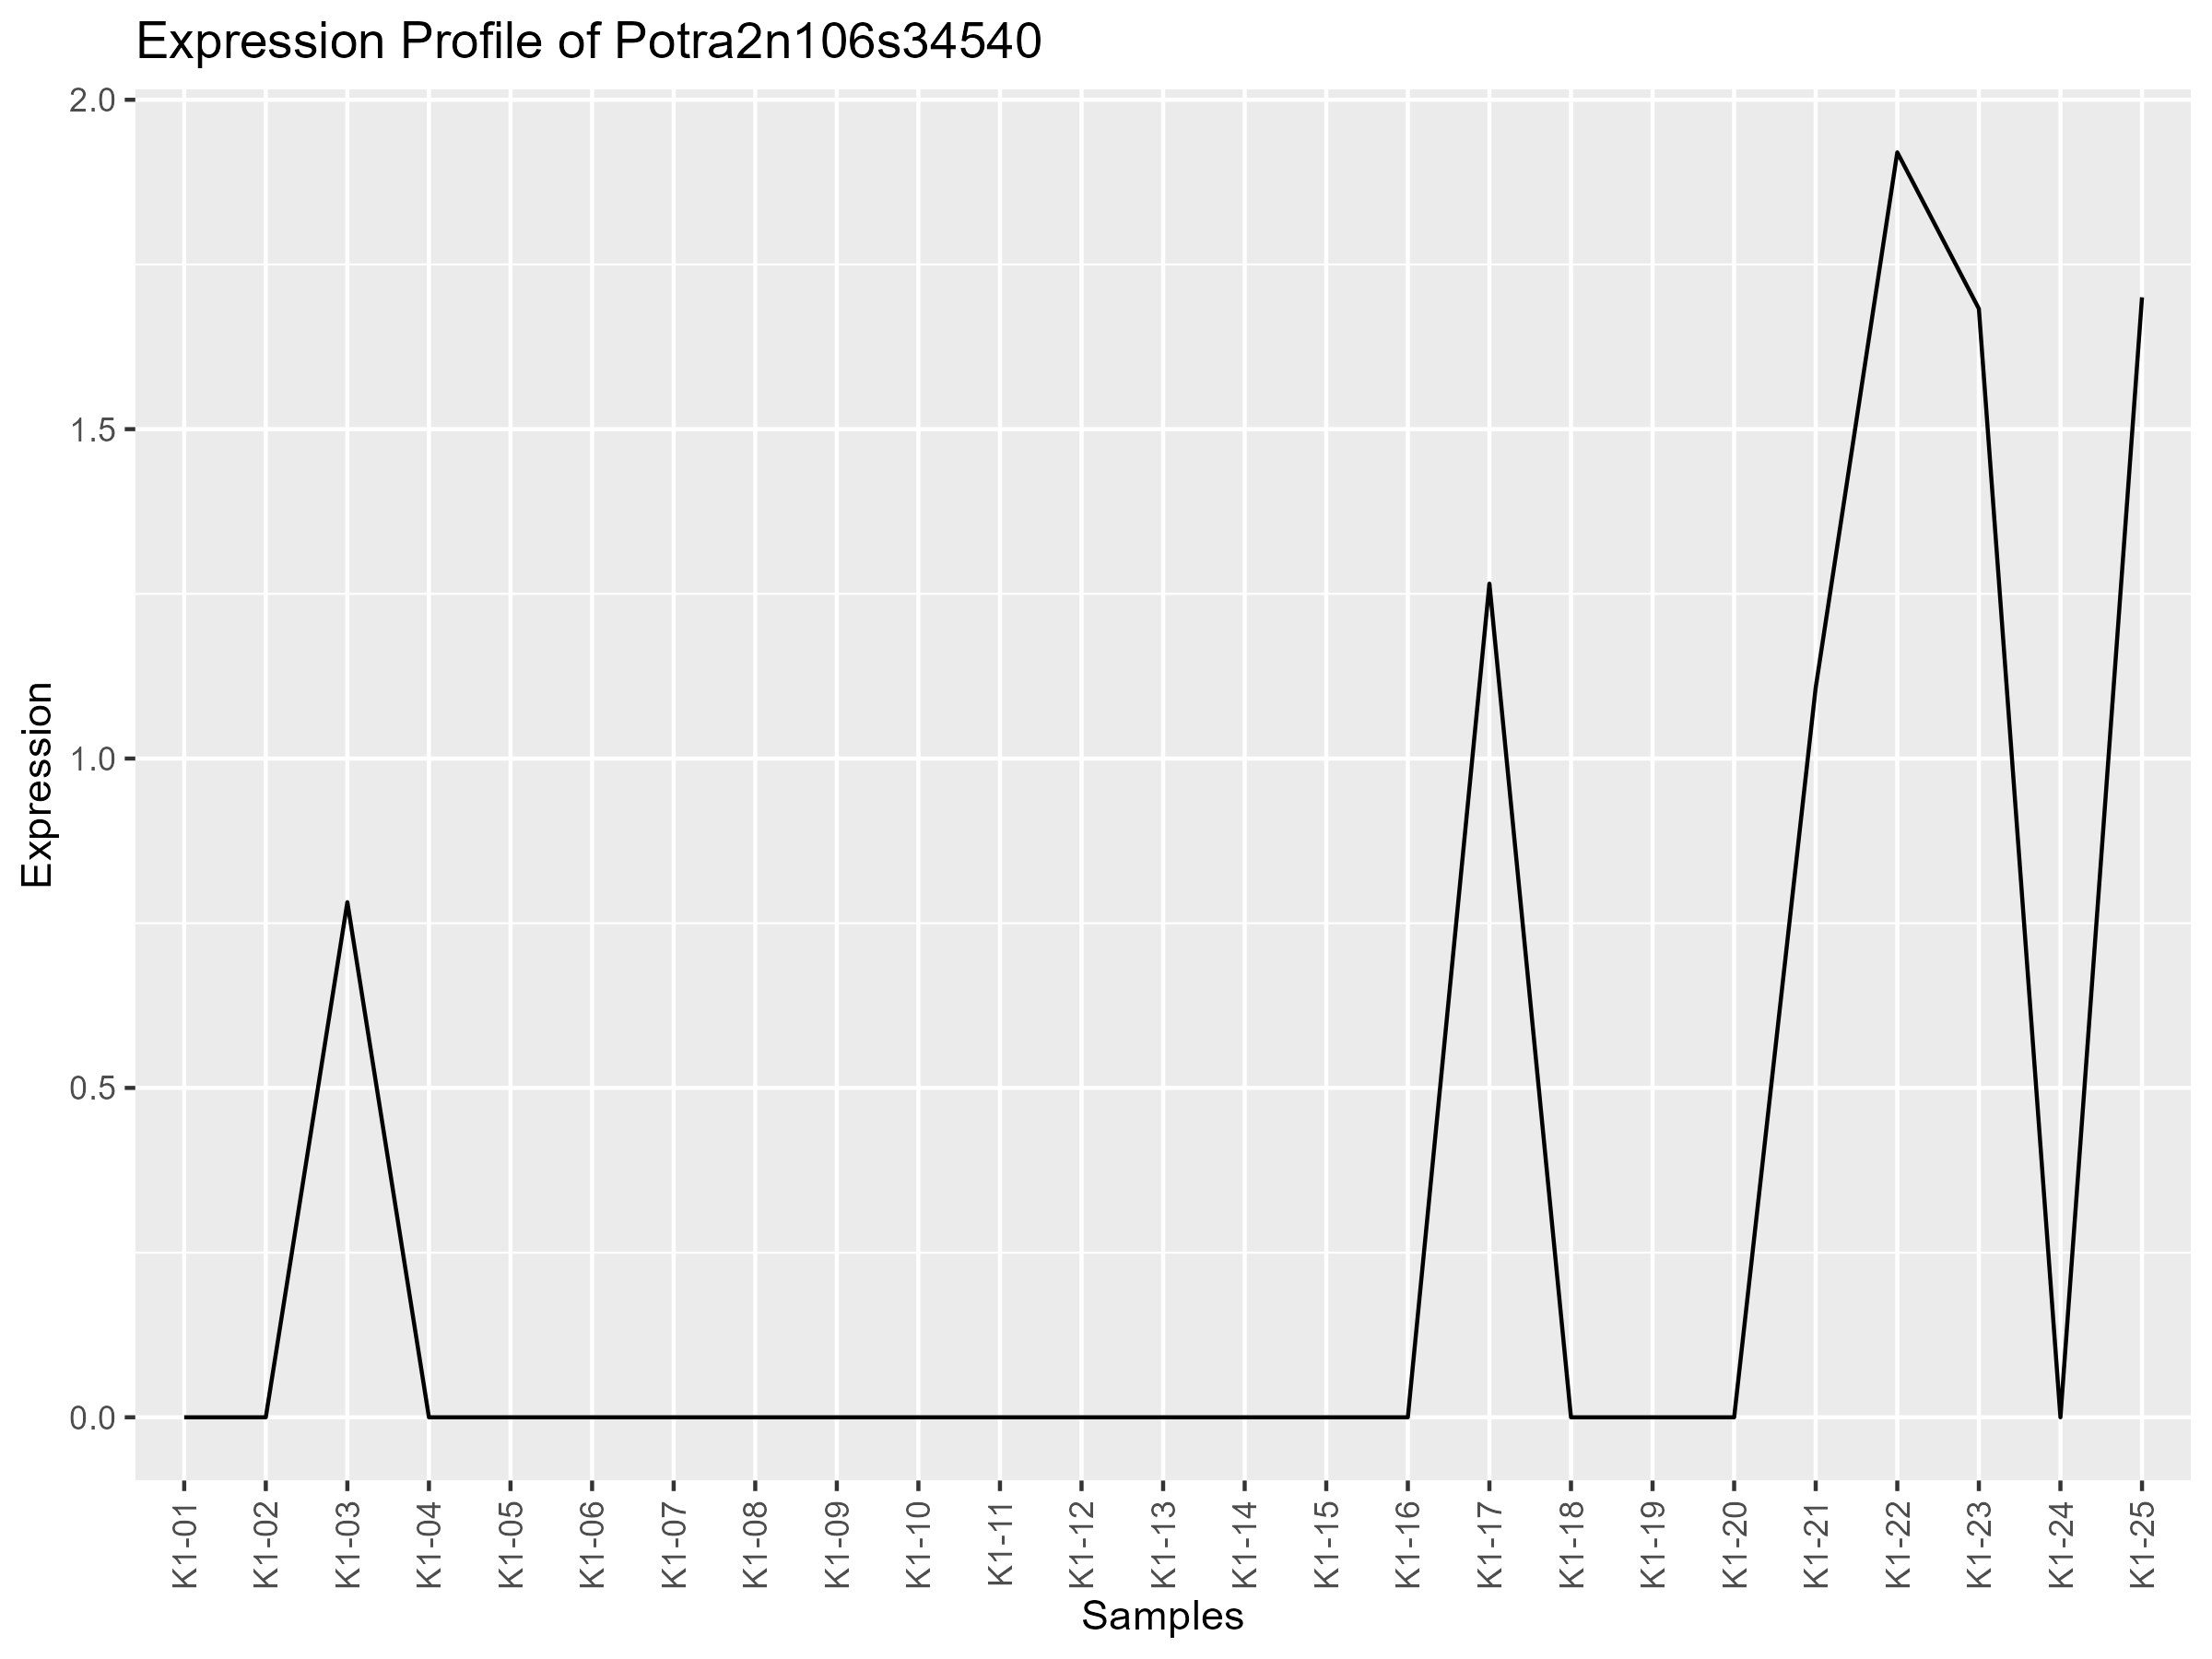 Expression Profile of Potra2n106s34540
2.0
1.5
1.0
0.5
0.0
Expression
K1-01
K1-02
K1-03
K1-04
K1-05
K1-06
K1-07
K1-08
K1-09
K1-10
K1-11
K1-12
K1-13
K1-14
K1-15
K1-16
K1-17
K1-18
K1-19
K1-20
K1-21
K1-22
K1-23
K1-24
K1-25
Samples